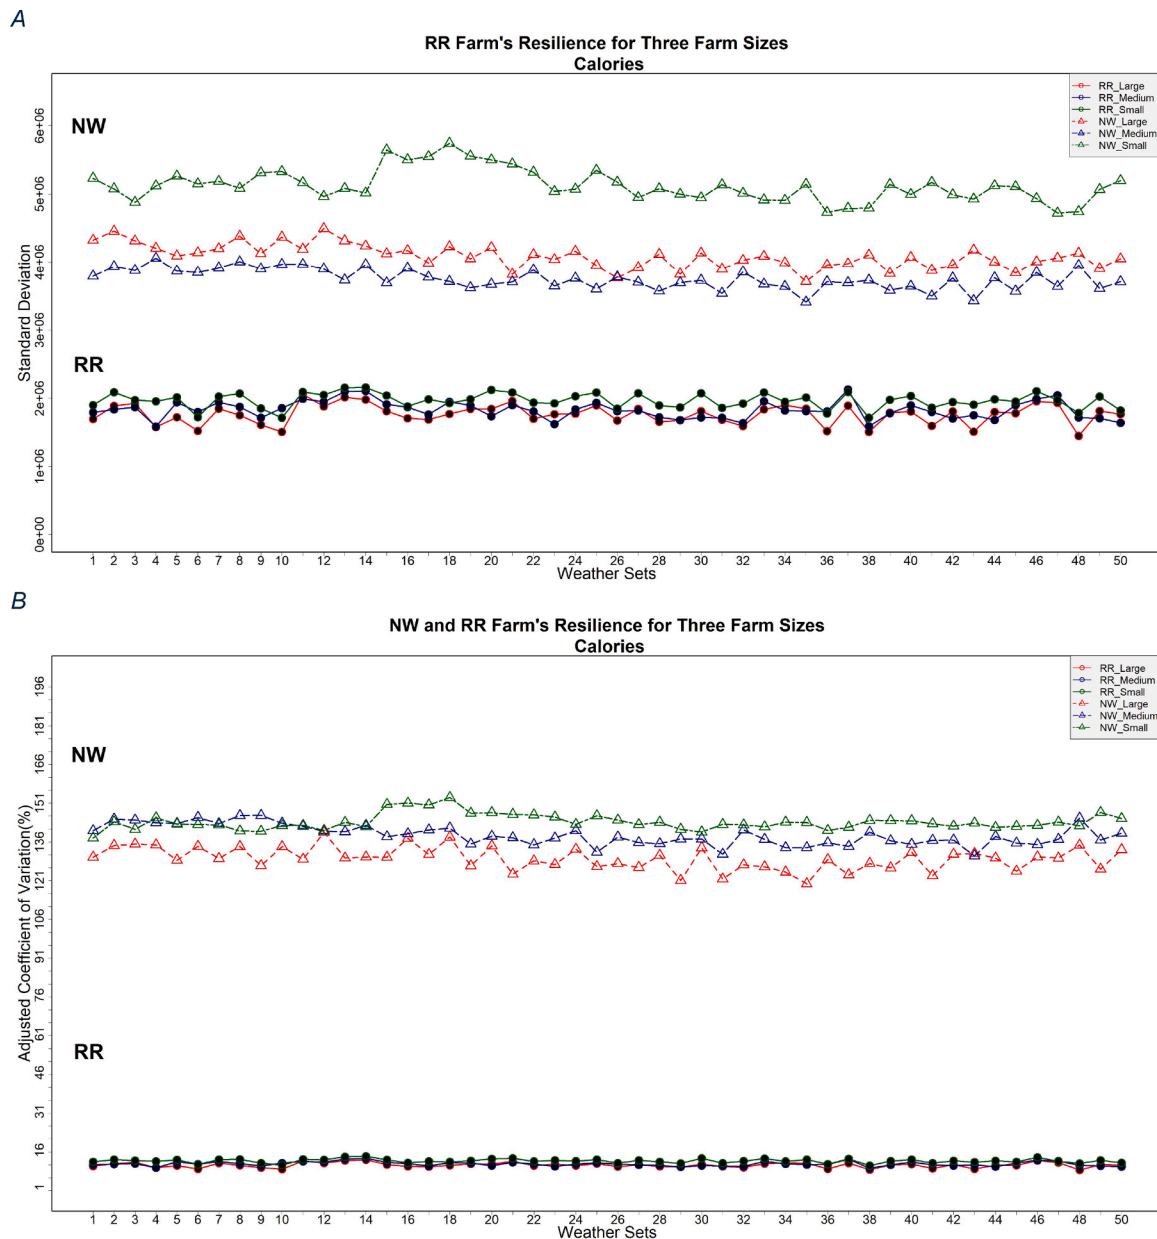 A
RR Farm's Resilience for Three Farm Sizes
Calories
RR_Large
RR_Medium
RR_Small
NW_Large
NW_Medium
NW_Small
NW
RR
Standard Deviation
6e+06
5e+06
4e+06
3e+06
2e+06
1e+06
0e+00
1 2 3 4 5 6 7 8 9 10 12 14 16 18 20 22 24 26 28 30 32 34 36 38 40 42 44 46 48 50
Weather Sets
B
NW and RR Farm's Resilience for Three Farm Sizes
Calories
RR_Large
RR_Medium
RR_Small
NW_Large
NW_Medium
NW_Small
NW
RR
Adjusted Coefficient of Variation(%)
196
181
166
151
136
121
106
91
76
61
46
31
16
1
1 2 3 4 5 6 7 8 9 10 12 14 16 18 20 22 24 26 28 30 32 34 36 38 40 42 44 46 48 50
Weather Sets